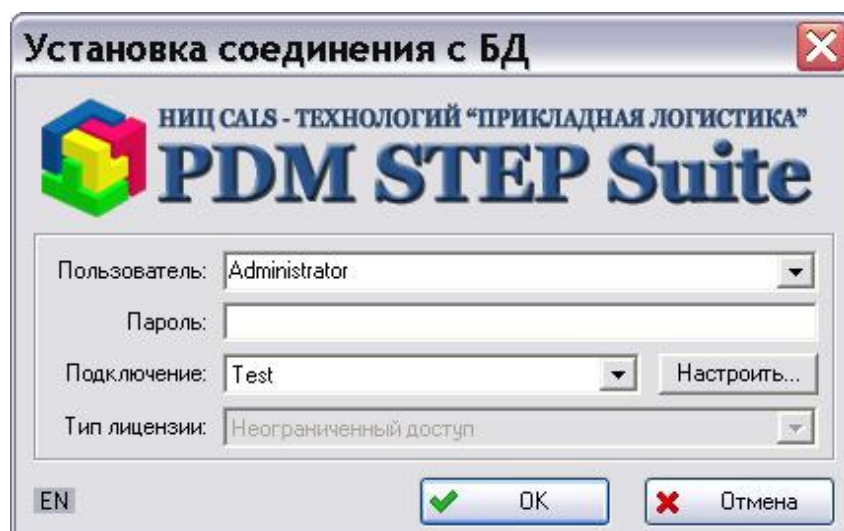 Установка соединения с БД
НИЦ CALS - ТЕХНОЛОГИЙ “ПРИКЛАДНАЯ ЛОГИСТИКА”
PDM STEP Suite
Пользователь: Administrator
Пароль:
Подключение: Test Настроить...
Тип лицензии: Неограниченный доступ
EN OK Отмена